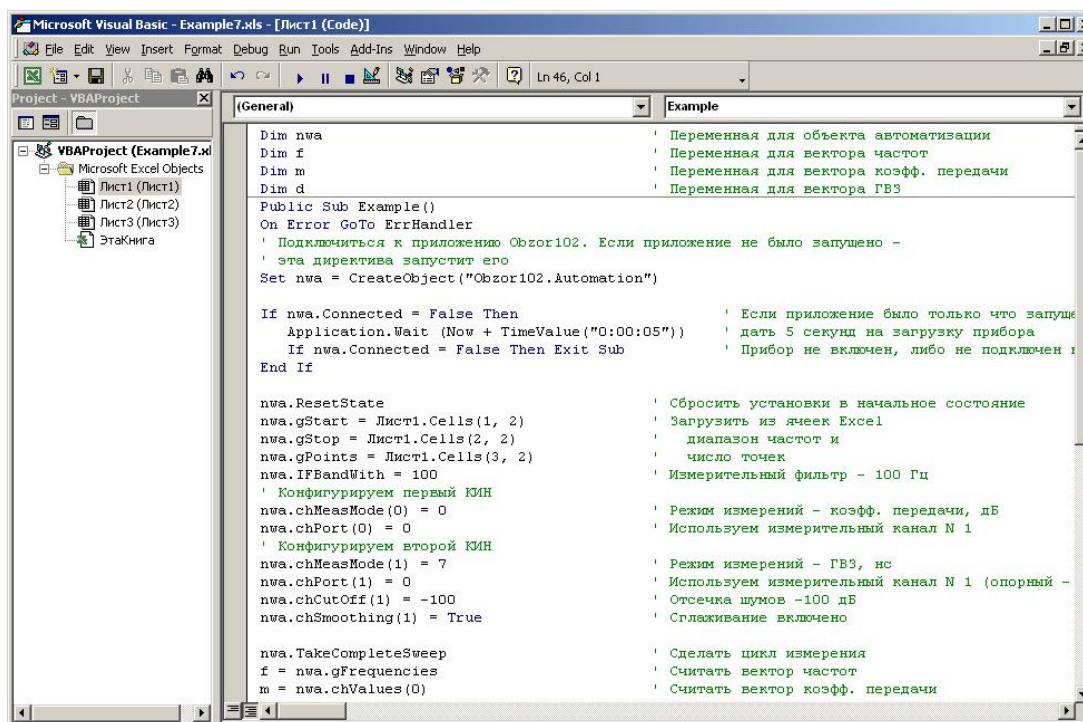 Microsoft Visual Basic - Example7.xls - [Лист1 (Code)]
File Edit View Insert Format Debug Run Tools Add-Ins Window Help
Ln 46, Col 1
Project - VBAProject
(General) Example
VBAProject (Example7.xl
Microsoft Excel Objects
Лист1 (Лист1)
Лист2 (Лист2)
Лист3 (Лист3)
ЭтаКнига
Dim nwa ' Переменная для объекта автоматизации
Dim f ' Переменная для вектора частот
Dim m ' Переменная для вектора коэфф. передачи
Dim d ' Переменная для вектора ГВЗ
Public Sub Example()
On Error GoTo ErrHandler
' Подключиться к приложению Obzor102. Если приложение не было запущено -
' эта директива запустит его
Set nwa = CreateObject("Obzor102.Automation")
If nwa.Connected = False Then ' Если приложение было только что запуще
Application.Wait (Now + TimeValue("0:00:05")) ' дать 5 секунд на загрузку прибора
If nwa.Connected = False Then Exit Sub ' Прибор не включен, либо не подключен
End If
nwa.ResetState ' Сбросить установки в начальное состояние
nwa.gStart = Лист1.Cells(1, 2) ' Загрузить из ячеек Excel
nwa.gStop = Лист1.Cells(2, 2) ' диапазон частот и
nwa.gPoints = Лист1.Cells(3, 2) ' число точек
nwa.IFBandWith = 100 ' Измерительный фильтр - 100 Гц
' Конфигурируем первый КИН
nwa.chMeasMode(0) = 0 ' Режим измерений - коэфф. передачи, дБ
nwa.chPort(0) = 0 ' Используем измерительный канал N 1
' Конфигурируем второй КИН
nwa.chMeasMode(1) = 7 ' Режим измерений - ГВЗ, нс
nwa.chPort(1) = 0 ' Используем измерительный канал N 1 (опорный -
nwa.chCutOff(1) = -100 ' Отсечка шумов -100 дБ
nwa.chSmoothing(1) = True ' Сглаживание включено
nwa.TakeCompleteSweep ' Сделать цикл измерения
f = nwa.gFrequencies ' Считать вектор частот
m = nwa.chValues(0) ' Считать вектор коэфф. передачи